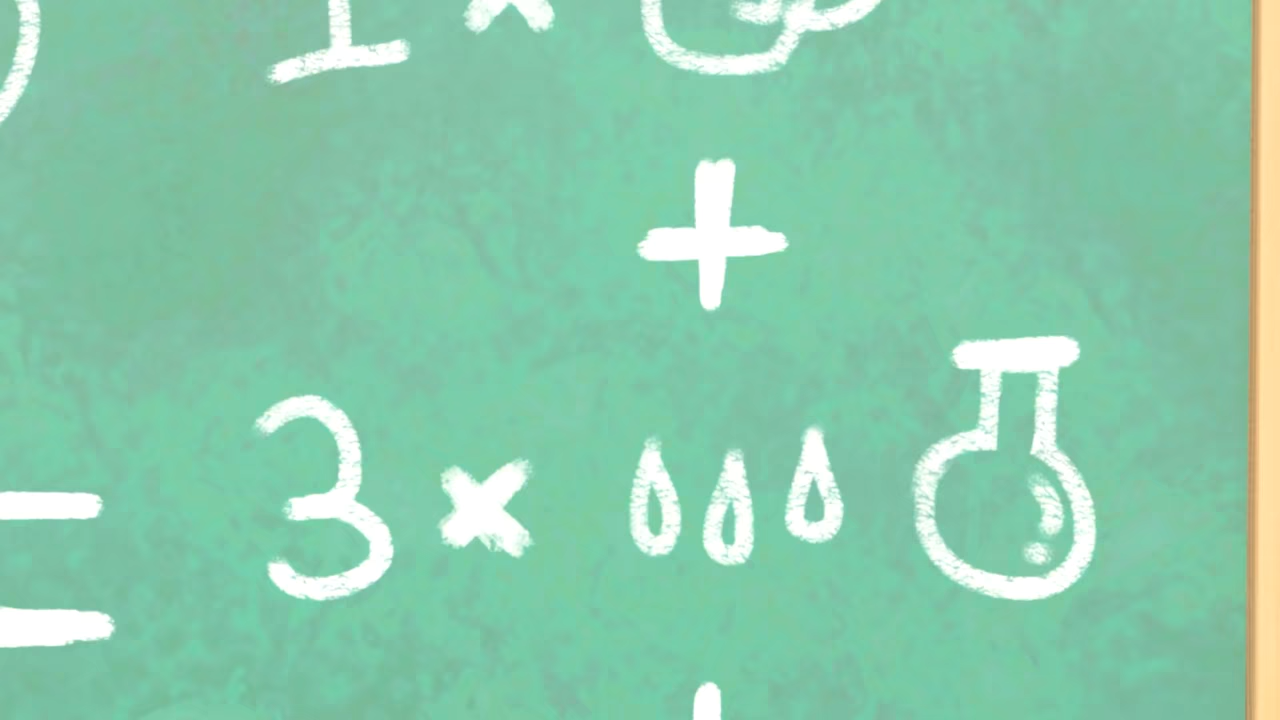 1 ×
+
= 3 ×